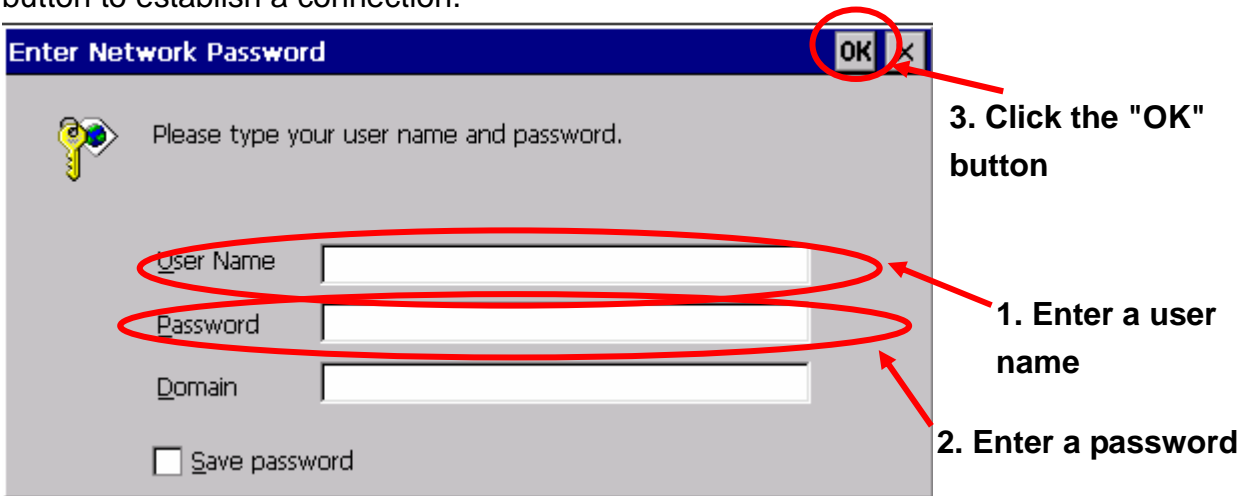 button to establish a connection.
Enter Network Password
OK ×
Please type your user name and password.
3. Click the "OK"
button
User Name
Password
1. Enter a user
name
Domain
2. Enter a password
Save password